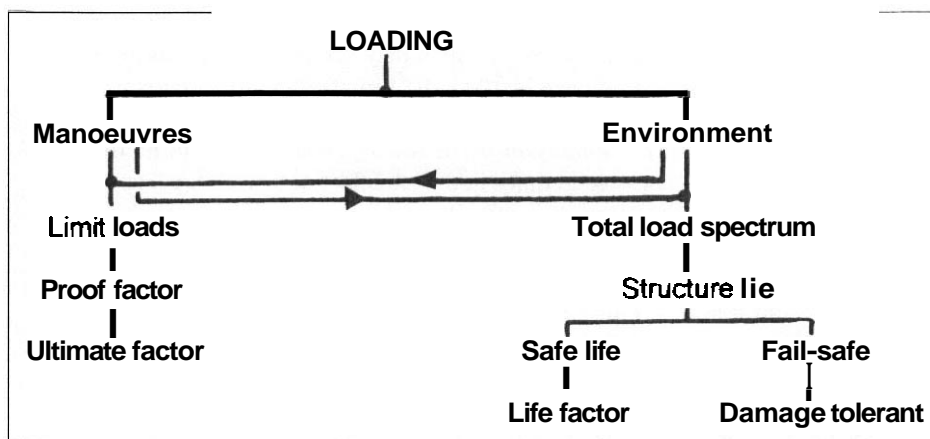 LOADING
Manoeuvres Environment
Limit loads Total load spectrum
Proof factor Structure lie
Ultimate factor Safe life Fail-safe
Life factor Damage tolerant